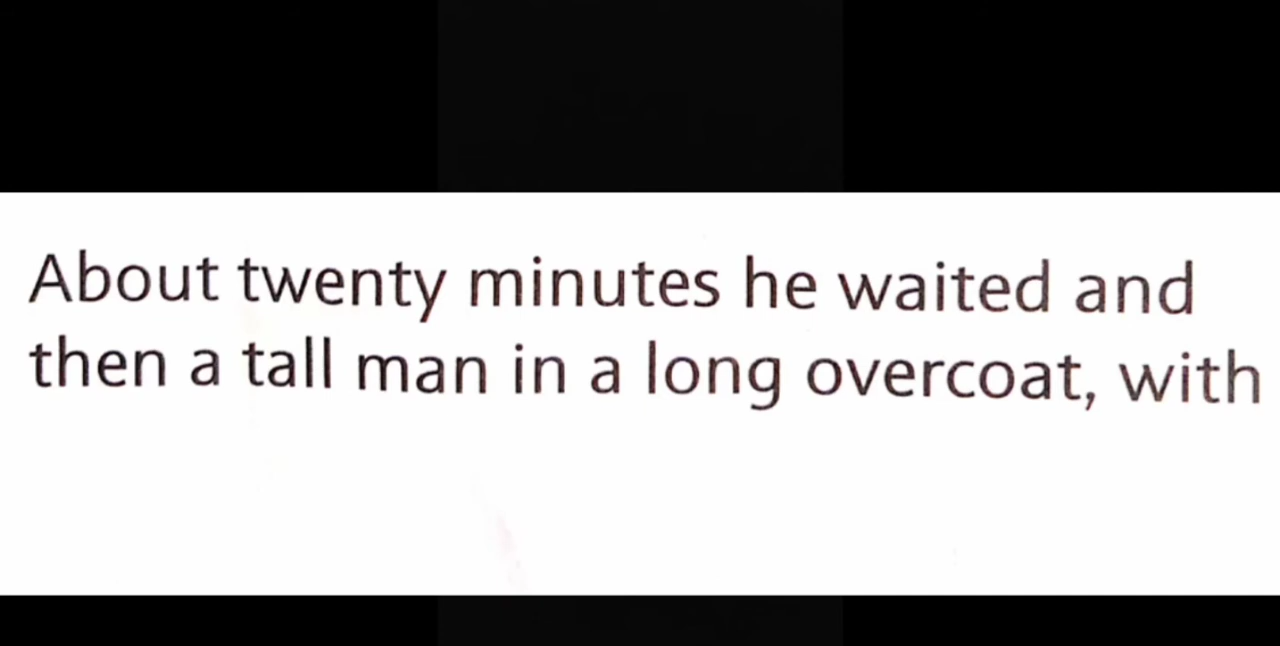 About twenty minutes he waited and
then a tall man in a long overcoat, with